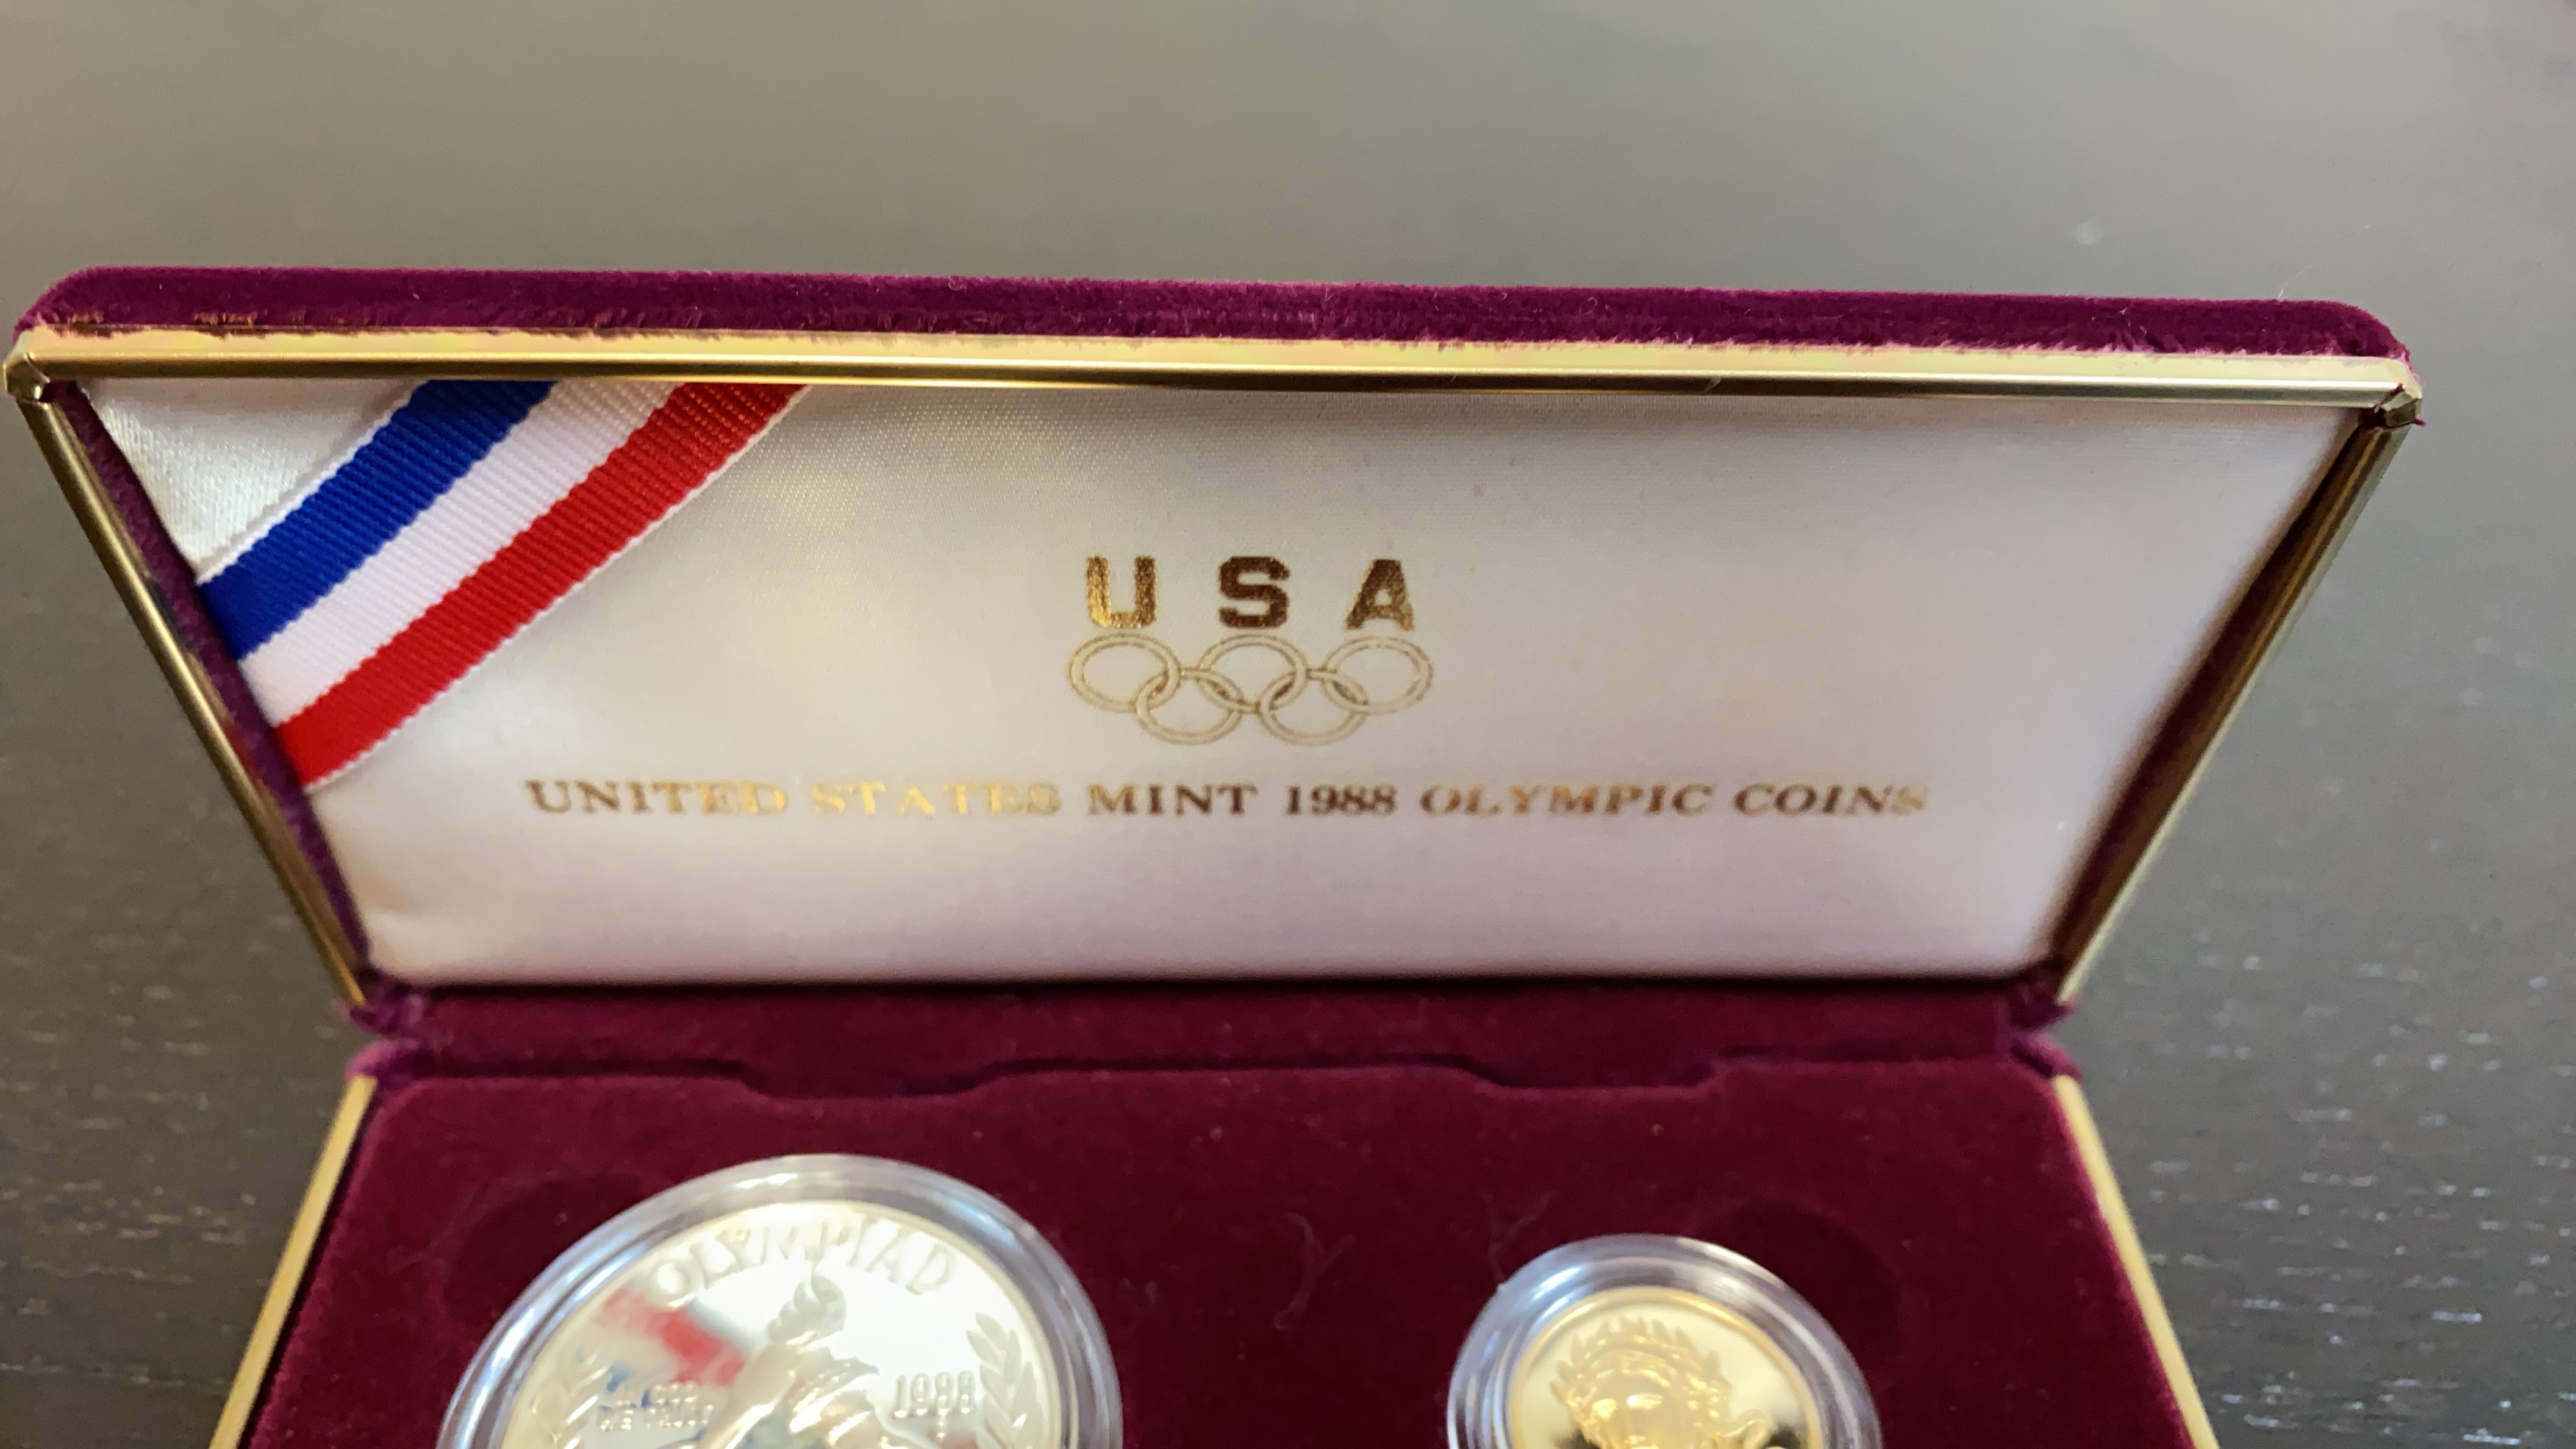 USA
UNITED STATES MINT 1988 OLYMPIC COINS
OLYMPIAD
1988
S